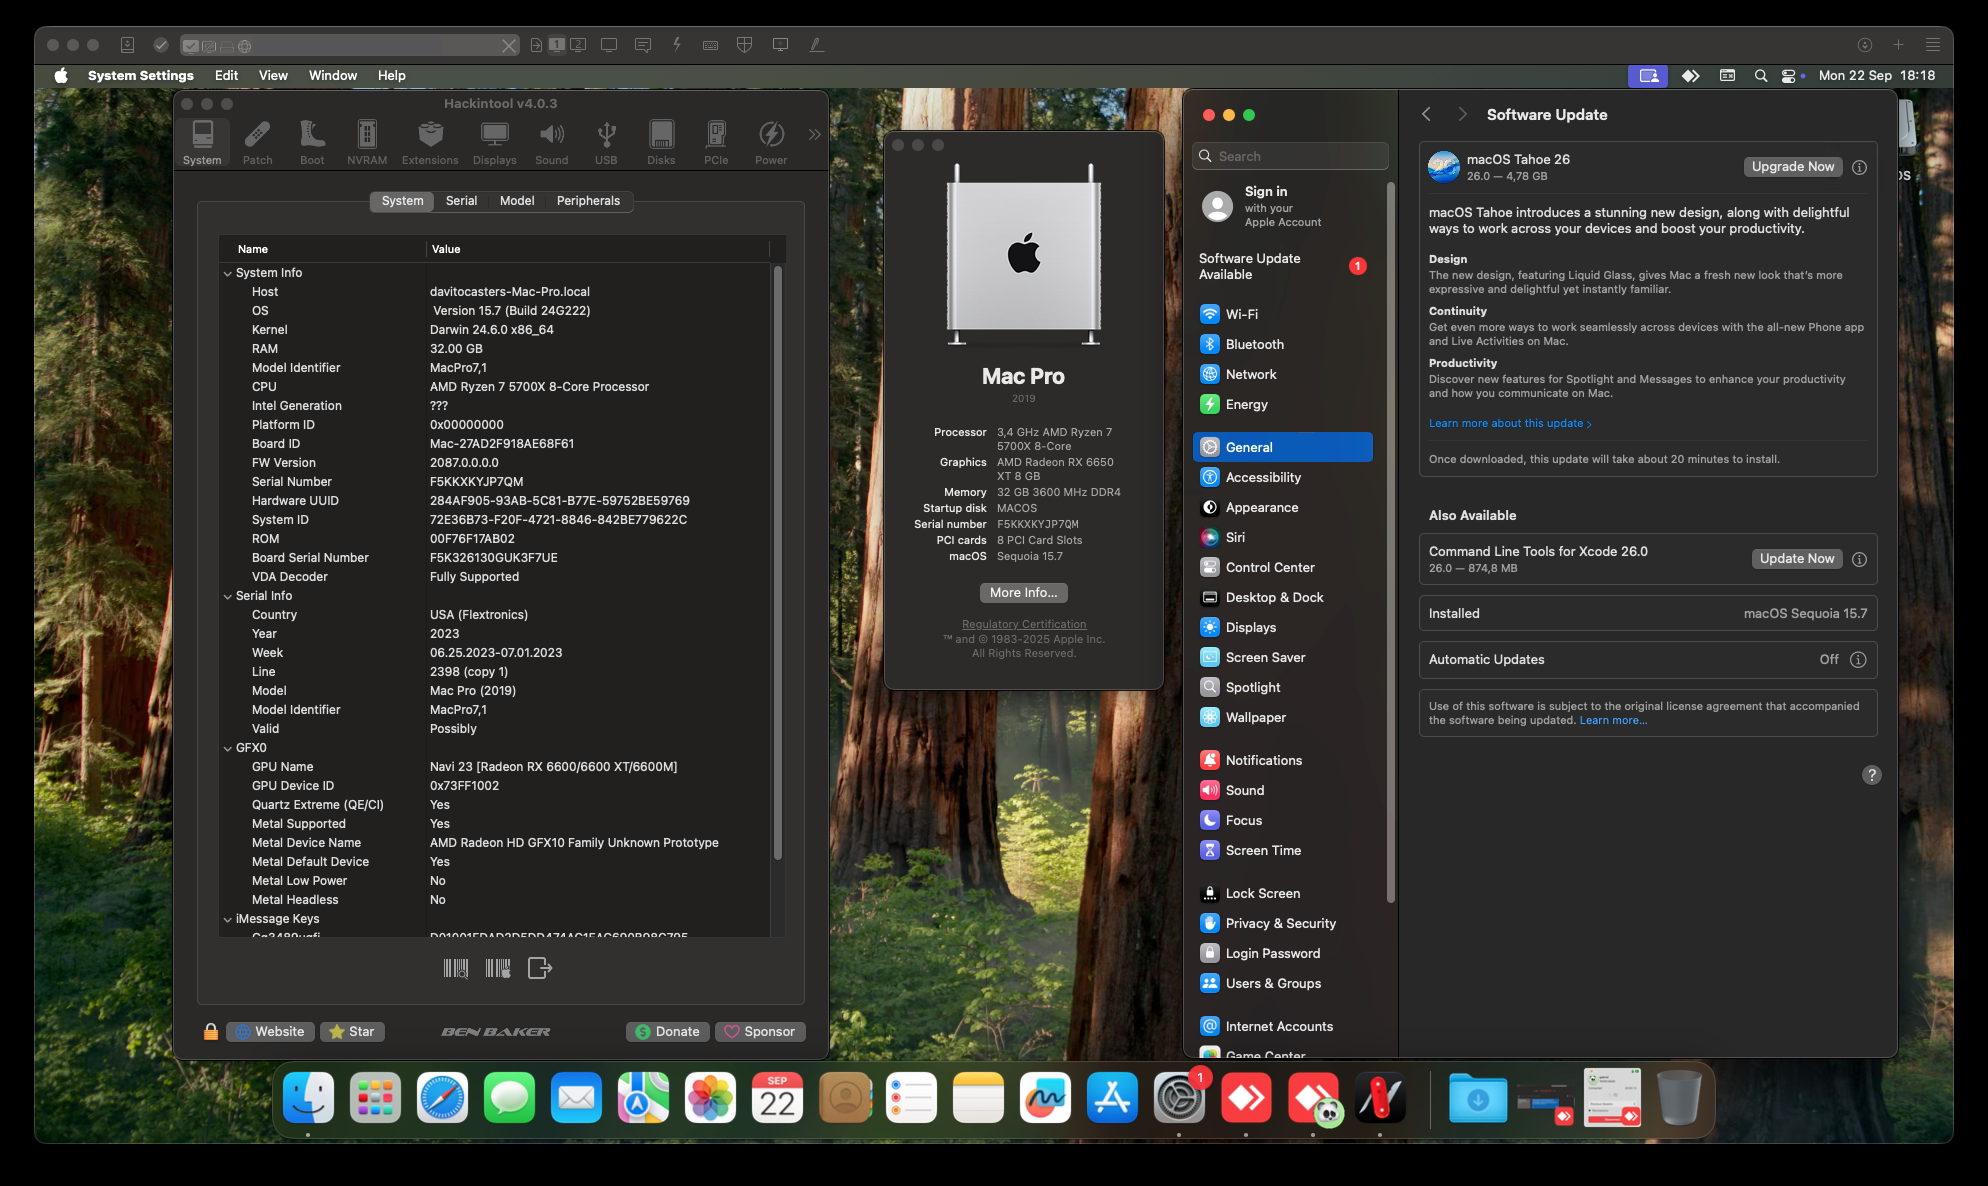 1 2
System Settings Edit View Window Help
Mon 22 Sep 18:18
Hackintool v4.0.3
System Patch Boot NVRAM Extensions Displays Sound USB Disks PCIe Power
System Serial Model Peripherals
Name Value
System Info
Host davitocasters-Mac-Pro.local
OS Version 15.7 (Build 24G222)
Kernel Darwin 24.6.0 x86_64
RAM 32.00 GB
Model Identifier MacPro7,1
CPU AMD Ryzen 7 5700X 8-Core Processor
Intel Generation ???
Platform ID 0x00000000
Board ID Mac-27AD2F918AE68F61
FW Version 2087.0.0.0.0
Serial Number F5KKXKYJP7QM
Hardware UUID 284AF905-93AB-5C81-B77E-59752BE59769
System ID 72E36B73-F20F-4721-8846-842BE779622C
ROM 00F76F17AB02
Board Serial Number F5K326130GUK3F7UE
VDA Decoder Fully Supported
Serial Info
Country USA (Flextronics)
Year 2023
Week 06.25.2023-07.01.2023
Line 2398 (copy 1)
Model Mac Pro (2019)
Model Identifier MacPro7,1
Valid Possibly
GFX0
GPU Name Navi 23 [Radeon RX 6600/6600 XT/6600M]
GPU Device ID 0x73FF1002
Quartz Extreme (QE/CI) Yes
Metal Supported Yes
Metal Device Name AMD Radeon HD GFX10 Family Unknown Prototype
Metal Default Device Yes
Metal Low Power No
Metal Headless No
iMessage Keys
Website Star BEN BAKER Donate Sponsor
Mac Pro
2019
Processor 3,4 GHz AMD Ryzen 7
5700X 8-Core
Graphics AMD Radeon RX 6650
XT 8 GB
Memory 32 GB 3600 MHz DDR4
Startup disk MACOS
Serial number F5KKXKYJP7QM
PCI cards 8 PCI Card Slots
macOS Sequoia 15.7
More Info...
Regulatory Certification
™ and © 1983-2025 Apple Inc.
All Rights Reserved.
Search
Sign in
with your
Apple Account
Software Update
Available 1
Wi-Fi
Bluetooth
Network
Energy
General
Accessibility
Appearance
Siri
Control Center
Desktop & Dock
Displays
Screen Saver
Spotlight
Wallpaper
Notifications
Sound
Focus
Screen Time
Lock Screen
Privacy & Security
Login Password
Users & Groups
Internet Accounts
Game Center
Software Update
macOS Tahoe 26
26.0 — 4,78 GB
Upgrade Now
macOS Tahoe introduces a stunning new design, along with delightful
ways to work across your devices and boost your productivity.
Design
The new design, featuring Liquid Glass, gives Mac a fresh new look that's more
expressive and delightful yet instantly familiar.
Continuity
Get even more ways to work seamlessly across devices with the all-new Phone app
and Live Activities on Mac.
Productivity
Discover new features for Spotlight and Messages to enhance your productivity
and how you communicate on Mac.
Learn more about this update ›
Once downloaded, this update will take about 20 minutes to install.
Also Available
Command Line Tools for Xcode 26.0
26.0 — 874,8 MB
Update Now
Installed macOS Sequoia 15.7
Automatic Updates Off
Use of this software is subject to the original license agreement that accompanied
the software being updated. Learn more...
?
OS
SEP
22
1